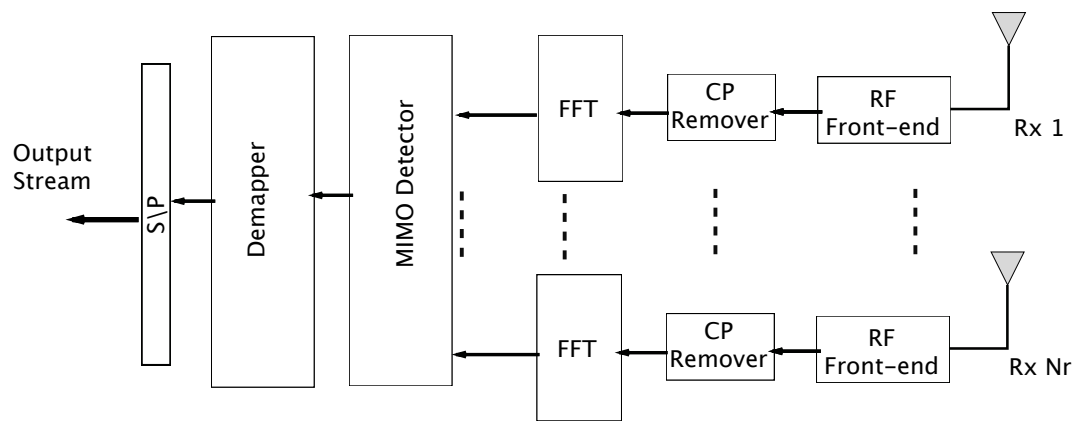 Output
Stream
S\P
Demapper
MIMO Detector
FFT
CP
Remover
RF
Front-end
Rx 1
FFT
CP
Remover
RF
Front-end
Rx Nr